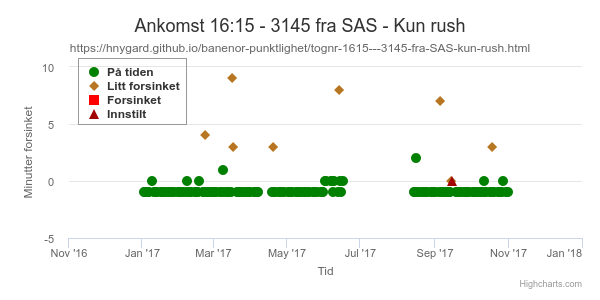 Ankomst 16:15 - 3145 fra SAS - Kun rush
https://hnygard.github.io/banenor-punktlighet/tognr-1615---3145-fra-SAS-kun-rush.html
På tiden
Litt forsinket
Forsinket
Innstilt
Minutter forsinket
10
5
0
-5
Nov '16 Jan '17 Mar '17 May '17 Sep '17 Nov '17 Jan '18
Tid
Highcharts.com